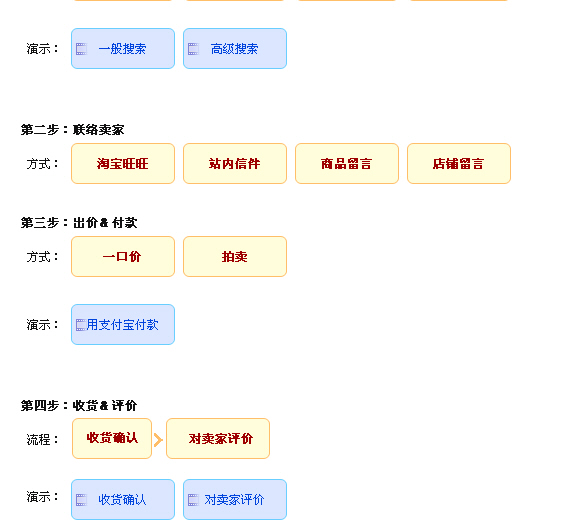 演示： 一般搜索 高级搜索
第二步：联络卖家
方式： 淘宝旺旺 站内信件 商品留言 店铺留言
第三步：出价& 付款
方式： 一口价 拍卖
演示： 用支付宝付款
第四步：收货& 评价
流程： 收货确认 对卖家评价
演示： 收货确认 对卖家评价